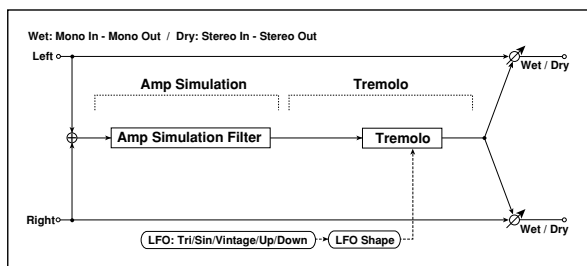 Wet: Mono In - Mono Out / Dry: Stereo In - Stereo Out
Left
Wet / Dry
Amp Simulation
Tremolo
Amp Simulation Filter
Tremolo
Right
Wet / Dry
LFO: Tri/Sin/Vintage/Up/Down
LFO Shape